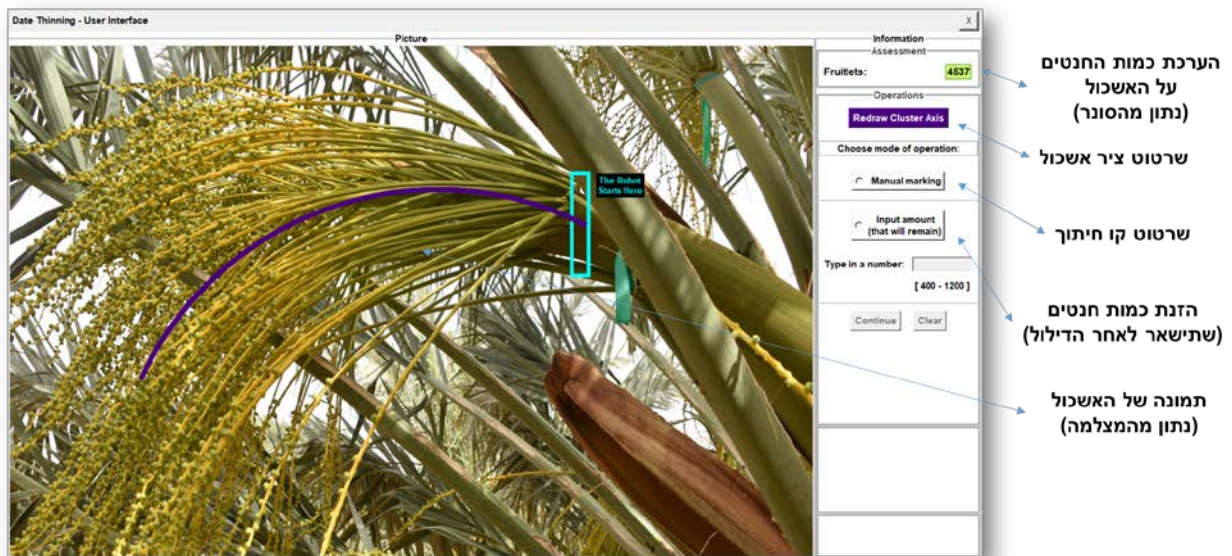 Date Thinning - User Interface
X
Picture
The Robot
Starts Here
Information
Assessment
Fruitlets: 4537
Operations
Redraw Cluster Axis
Choose mode of operation:
Manual marking
Input amount
(that will remain)
Type in a number:
[ 400 - 1200 ]
Continue Clear
הערכת כמות החנטים
על האשכול
(נתון מהסונר)
שרטוט ציר אשכול
שרטוט קו חיתוך
הזנת כמות חנטים
(שתישאר לאחר הדילול)
תמונה של האשכול
(נתון מהמצלמה)